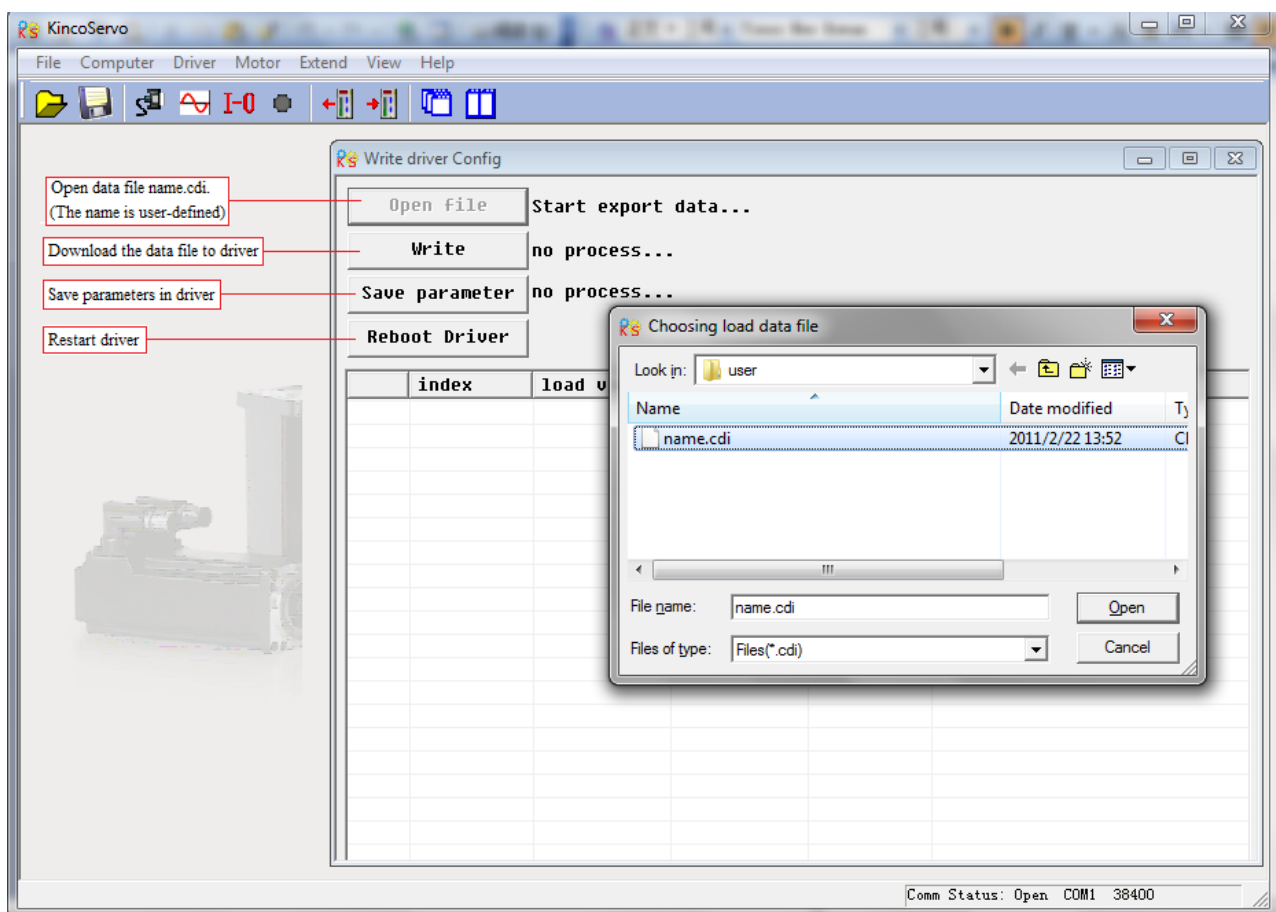 KincoServo
File Computer Driver Motor Extend View Help
I-0
Write driver Config
Open data file name.cdi.
(The name is user-defined)
Open file
Start export data...
Download the data file to driver
Write
no process...
Save parameters in driver
Save parameter
no process...
Restart driver
Reboot Driver
index
load v
Choosing load data file
Look in:
user
Name
Date modified
Ty
name.cdi
2011/2/22 13:52
CI
File name:
name.cdi
Open
Files of type:
Files(*.cdi)
Cancel
Comm Status: Open COM1 38400